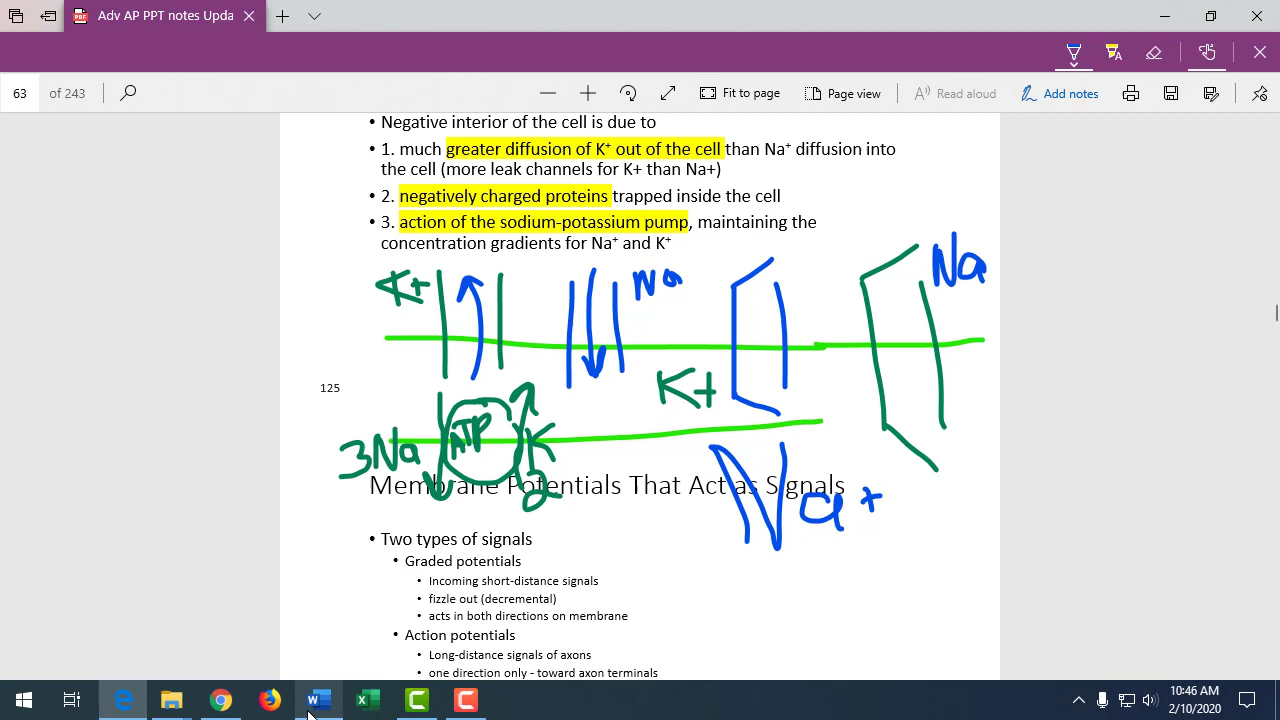 Adv AP PPT notes Upda
63 of 243 Fit to page Page view Read aloud Add notes
• Negative interior of the cell is due to
• 1. much greater diffusion of K⁺ out of the cell than Na⁺ diffusion into
the cell (more leak channels for K+ than Na+)
• 2. negatively charged proteins trapped inside the cell
• 3. action of the sodium-potassium pump, maintaining the
concentration gradients for Na⁺ and K⁺
K+ Na Na
K+
125
3Na ATP K
2
Na+
Membrane Potentials That Act as Signals
• Two types of signals
• Graded potentials
• Incoming short-distance signals
• fizzle out (decremental)
• acts in both directions on membrane
• Action potentials
• Long-distance signals of axons
• one direction only - toward axon terminals
10:46 AM
2/10/2020